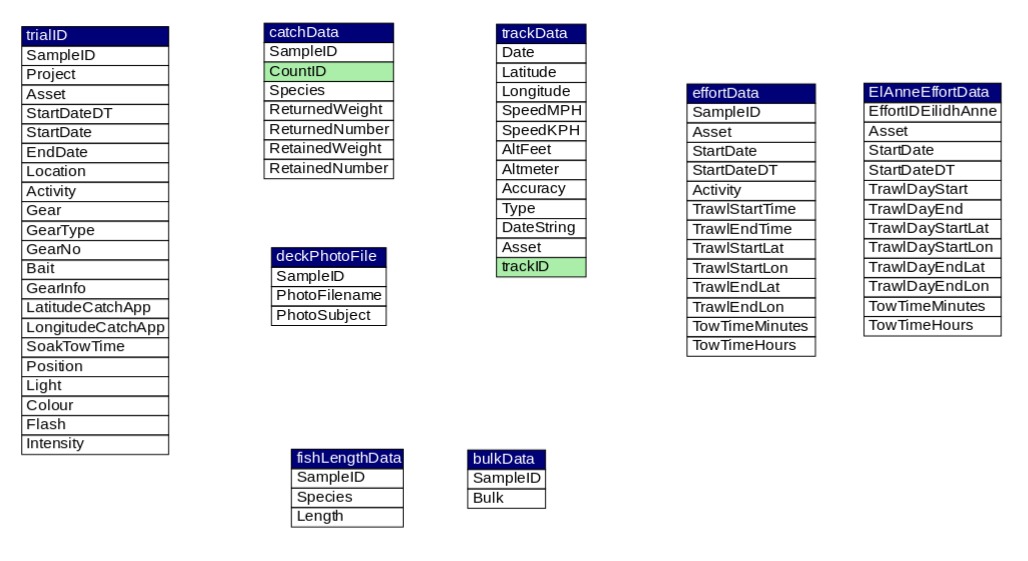 trialID
SampleID
Project
Asset
StartDateDT
StartDate
EndDate
Location
Activity
Gear
GearType
GearNo
Bait
GearInfo
LatitudeCatchApp
LongitudeCatchApp
SoakTowTime
Position
Light
Colour
Flash
Intensity
catchData
SampleID
CountID
Species
ReturnedWeight
ReturnedNumber
RetainedWeight
RetainedNumber
deckPhotoFile
SampleID
PhotoFilename
PhotoSubject
fishLengthData
SampleID
Species
Length
trackData
Date
Latitude
Longitude
SpeedMPH
SpeedKPH
AltFeet
Altmeter
Accuracy
Type
DateString
Asset
trackID
bulkData
SampleID
Bulk
effortData
SampleID
Asset
StartDate
StartDateDT
Activity
TrawlStartTime
TrawlEndTime
TrawlStartLat
TrawlStartLon
TrawlEndLat
TrawlEndLon
TowTimeMinutes
TowTimeHours
ElAnneEffortData
EffortIDEilidhAnne
Asset
StartDate
StartDateDT
TrawlDayStart
TrawlDayEnd
TrawlDayStartLat
TrawlDayStartLon
TrawlDayEndLat
TrawlDayEndLon
TowTimeMinutes
TowTimeHours